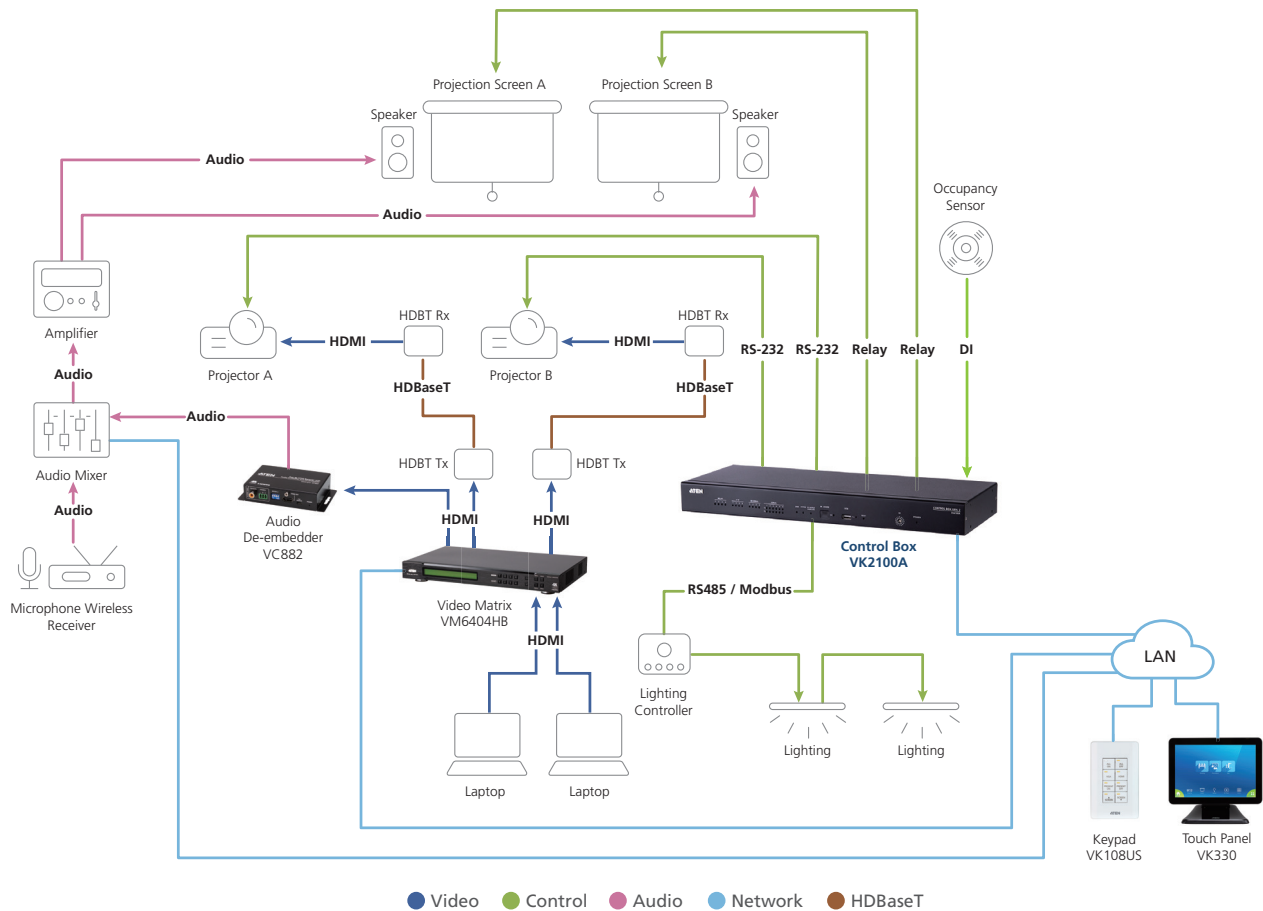 Projection Screen A
Projection Screen B
Speaker
Speaker
Audio
Audio
Occupancy
Sensor
Amplifier
HDBT Rx
HDBT Rx
HDMI
HDMI
Projector A
Projector B
RS-232
RS-232
Relay
Relay
DI
HDBaseT
HDBaseT
Audio
Audio
Audio Mixer
HDBT Tx
HDBT Tx
ATEN
ATEN
Audio
De-embedder
VC882
HDMI
HDMI
Audio
Control Box
VK2100A
Microphone Wireless
Receiver
Video Matrix
VM6404HB
RS485 / Modbus
HDMI
LAN
Lighting
Controller
Lighting
Lighting
Laptop
Laptop
ATEN
Keypad
VK108US
Touch Panel
VK330
Video
Control
Audio
Network
HDBaseT